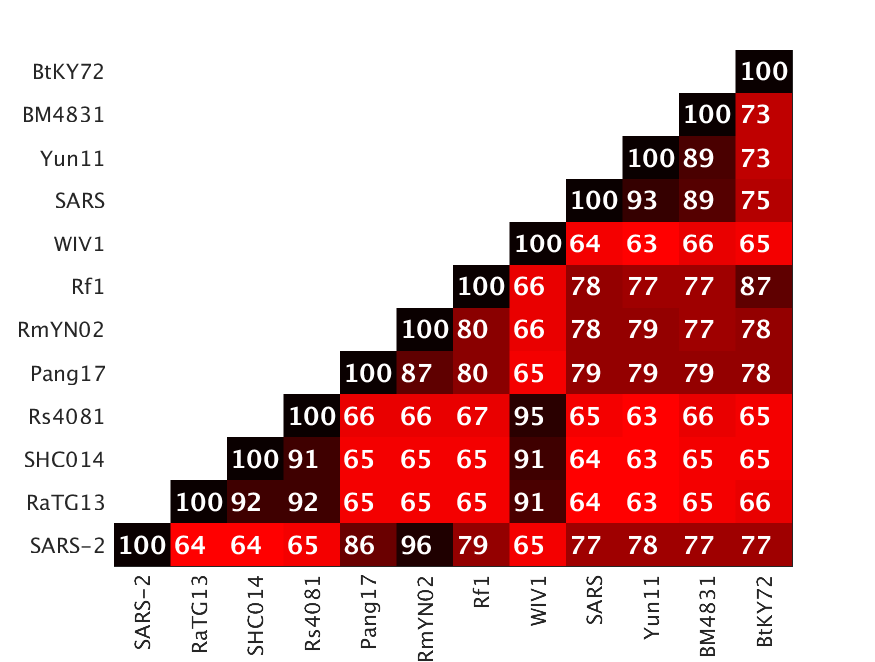 BtKY72 100
BM4831 100 73
Yun11 100 89 73
SARS 100 93 89 75
WIV1 100 64 63 66 65
Rf1 100 66 78 77 77 87
RmYN02 100 80 66 78 79 77 78
Pang17 100 87 80 65 79 79 79 78
Rs4081 100 66 66 67 95 65 63 66 65
SHC014 100 91 65 65 65 91 64 63 65 65
RaTG13 100 92 92 65 65 65 91 64 63 65 66
SARS-2 100 64 64 65 86 96 79 65 77 78 77 77
SARS-2 RaTG13 SHC014 Rs4081 Pang17 RmYN02 Rf1 WIV1 SARS Yun11 BM4831 BtKY72